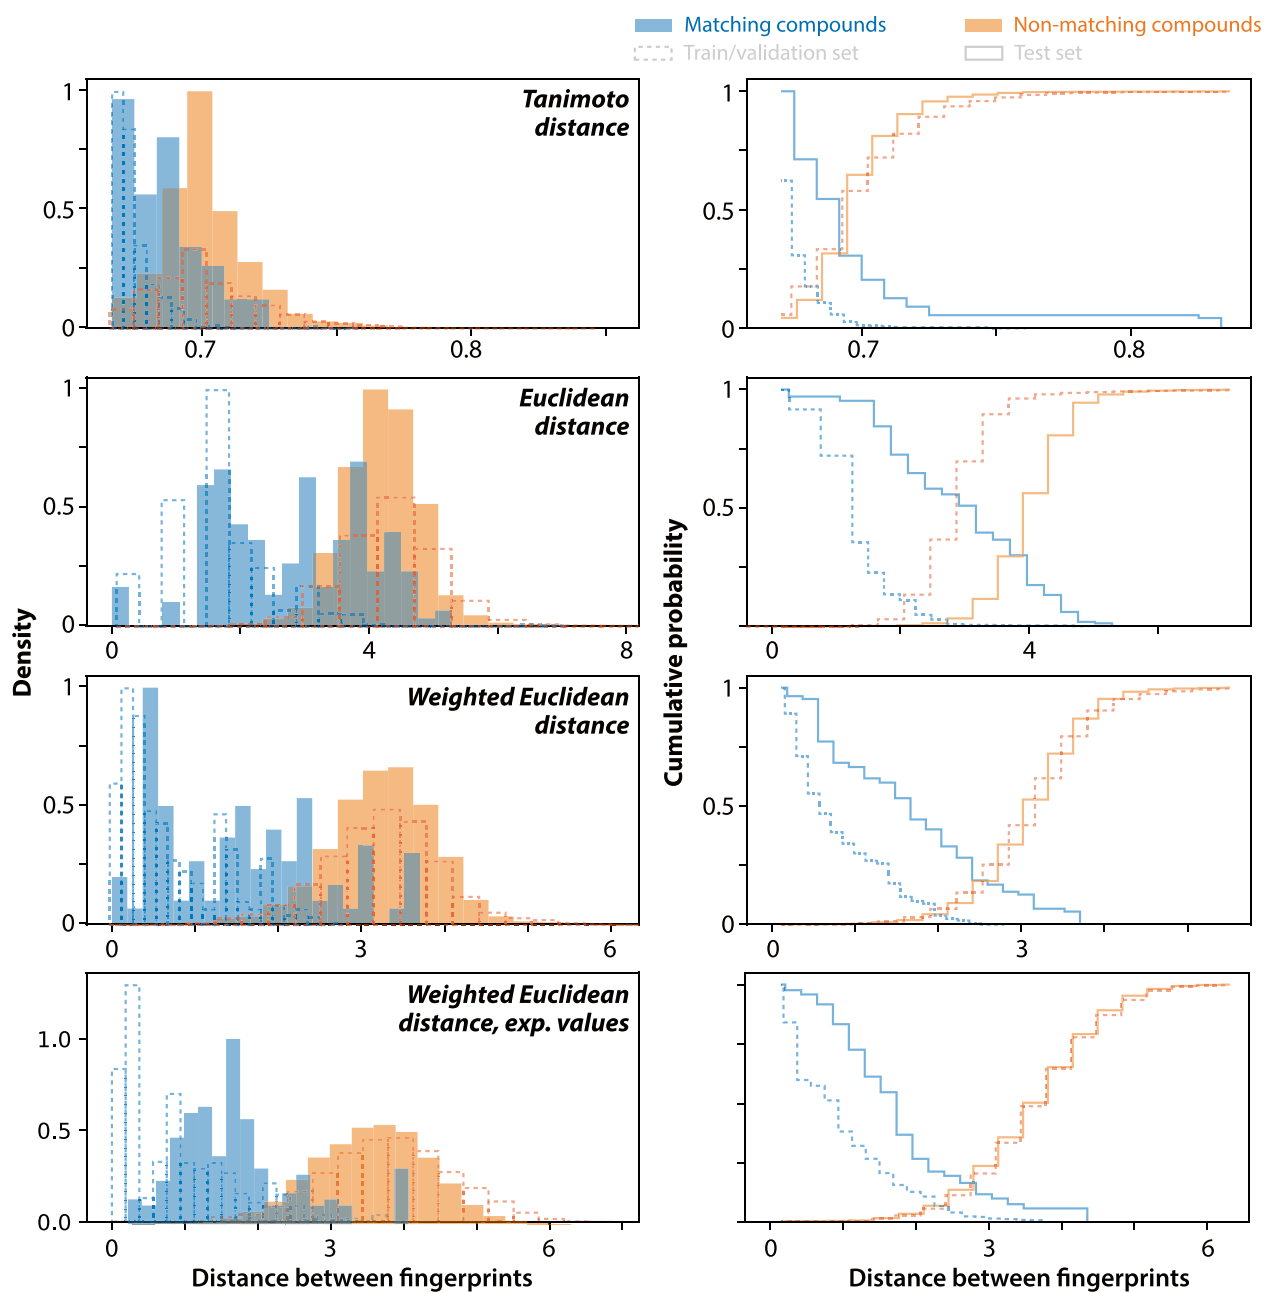 Matching compounds
Non-matching compounds
Train/validation set
Test set
Tanimoto
distance
1
0.5
0
0.7
0.8
1
0.5
0
0.7
0.8
Euclidean
distance
1
0.5
0
0
4
8
1
0.5
0
4
Weighted Euclidean
distance
1
0.5
0
0
3
6
1
0.5
0
0
3
Weighted Euclidean
distance, exp. values
1.0
0.5
0.0
0
3
6
0
3
6
Density
Cumulative probability
Distance between fingerprints
Distance between fingerprints